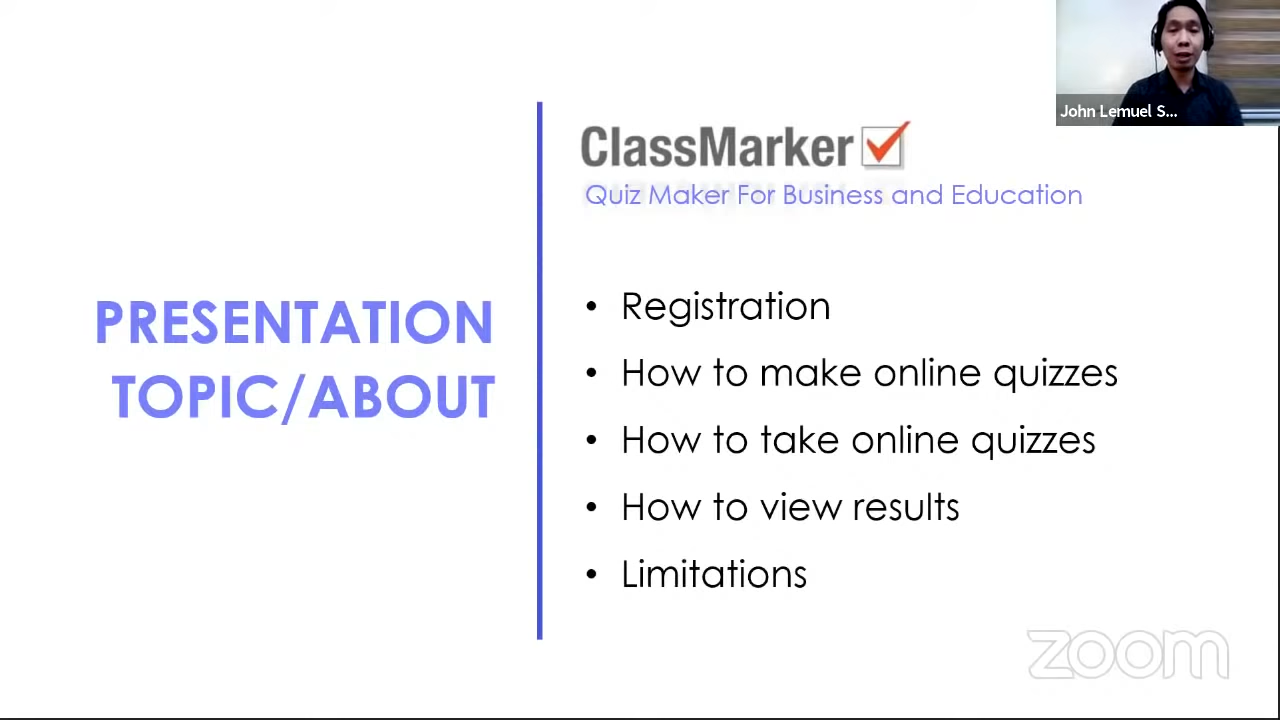 John Lemuel S...
ClassMarker
Quiz Maker For Business and Education
PRESENTATION
TOPIC/ABOUT
• Registration
• How to make online quizzes
• How to take online quizzes
• How to view results
• Limitations
zoom